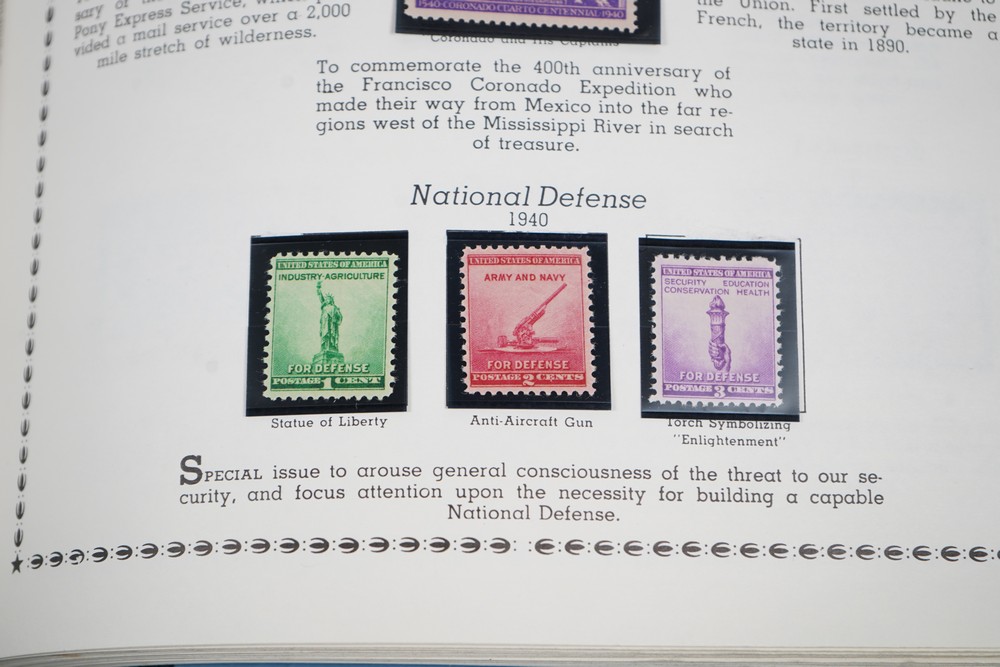 sary of
Pony Express Service,
vided a mail service over a 2,000
mile stretch of wilderness.
1540 CORONADO CUARTO CENTENNIAL 1940
Coronado and His Captains
the Union. First settled by the
French, the territory became a
state in 1890.
To commemorate the 400th anniversary of
the Francisco Coronado Expedition who
made their way from Mexico into the far re-
gions west of the Mississippi River in search
of treasure.
National Defense
1940
UNITED STATES OF AMERICA
INDUSTRY-AGRICULTURE
FOR DEFENSE
POSTAGE 1 CENT
Statue of Liberty
UNITED STATES OF AMERICA
ARMY AND NAVY
FOR DEFENSE
POSTAGE 2 CENTS
Anti-Aircraft Gun
UNITED STATES OF AMERICA
SECURITY EDUCATION
CONSERVATION HEALTH
FOR DEFENSE
POSTAGE 3 CENTS
Torch Symbolizing
"Enlightenment"
SPECIAL issue to arouse general consciousness of the threat to our se-
curity, and focus attention upon the necessity for building a capable
National Defense.